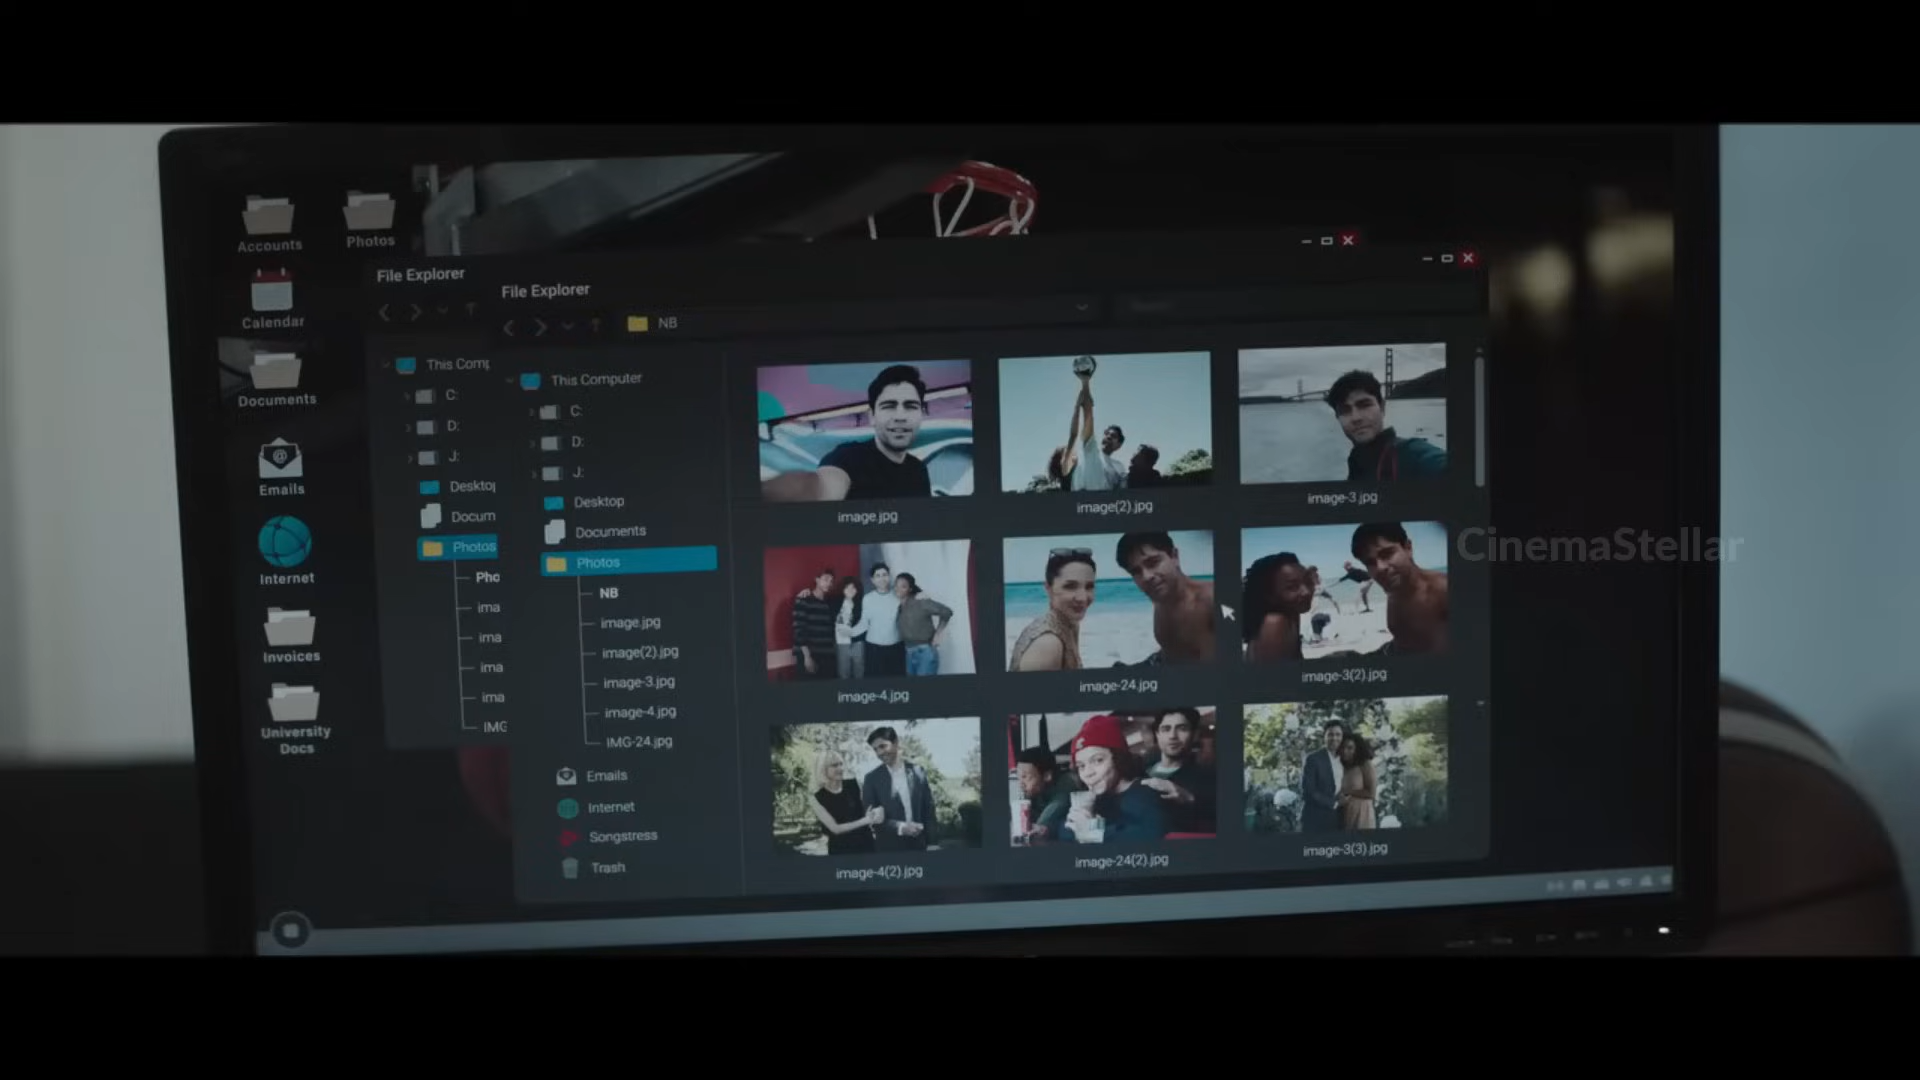 Accounts
Photos
Calendar
Documents
Emails
Internet
Invoices
University
Docs
File Explorer
This Comp
C:
D:
J:
Desktop
Docum
Photos
Pho
ima
ima
ima
ima
IMG
File Explorer
NB
This Computer
C:
D:
J:
Desktop
Documents
Photos
NB
image.jpg
image(2).jpg
image-3.jpg
image-4.jpg
IMG-24.jpg
Emails
Internet
Songstress
Trash
image.jpg
image(2).jpg
image-3.jpg
image-4.jpg
image-24.jpg
image-3(2).jpg
image-4(2).jpg
image-24(2).jpg
image-3(3).jpg
CinemaStellar